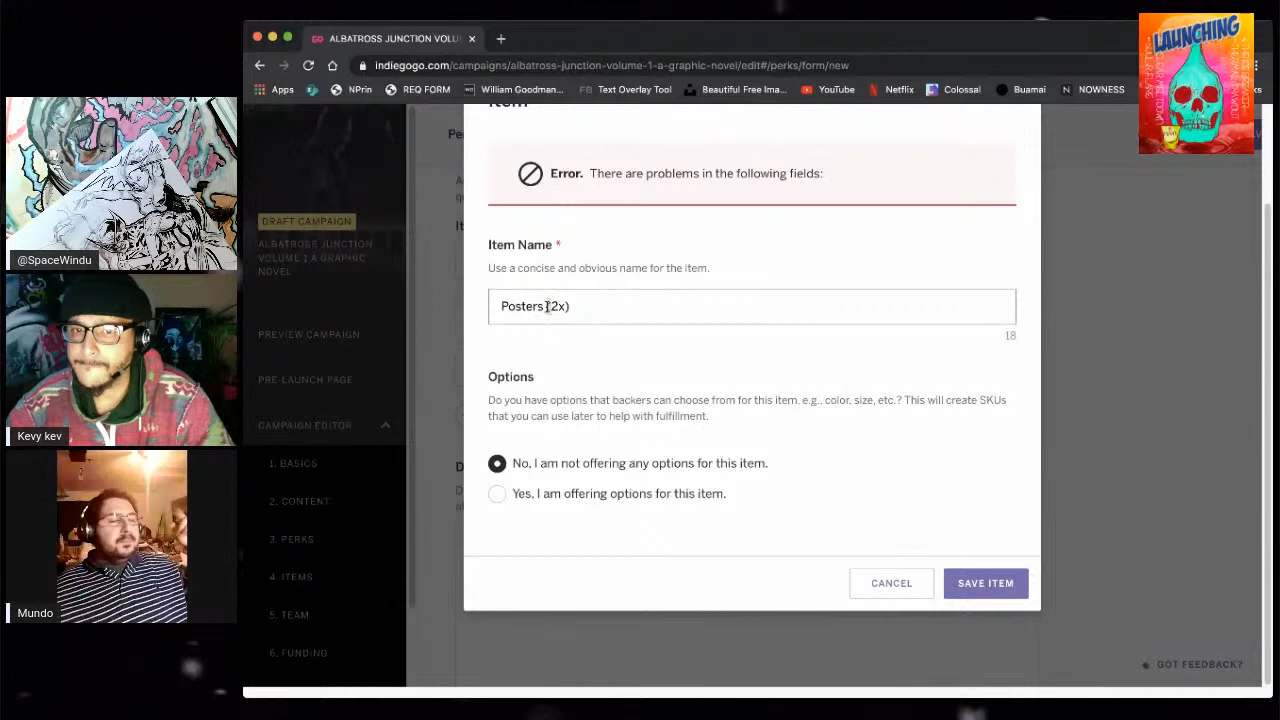 ALBATROSS JUNCTION VOLU
indiegogo.com/campaigns/albatross-junction-volume-1-a-graphic-novel/edit#/perks/form/new
Apps
NPrin
REQ FORM
William Goodman...
Text Overlay Tool
Beautiful Free Ima...
YouTube
Netflix
Colossal
Buamai
NOWNESS
LAUNCHING
Item
Error. There are problems in the following fields:
Item Name *
Use a concise and obvious name for the item.
Posters (2x)
18
Options
Do you have options that backers can choose from for this item, e.g., color, size, etc.? This will create SKUs
that you can use later to help with fulfillment.
No, I am not offering any options for this item.
Yes, I am offering options for this item.
CANCEL
SAVE ITEM
DRAFT CAMPAIGN
ALBATROSS JUNCTION
VOLUME 1 A GRAPHIC
NOVEL
PREVIEW CAMPAIGN
PRE-LAUNCH PAGE
CAMPAIGN EDITOR
1. BASICS
2. CONTENT
3. PERKS
4. ITEMS
5. TEAM
6. FUNDING
GOT FEEDBACK?
@SpaceWindu
Kevy kev
Mundo